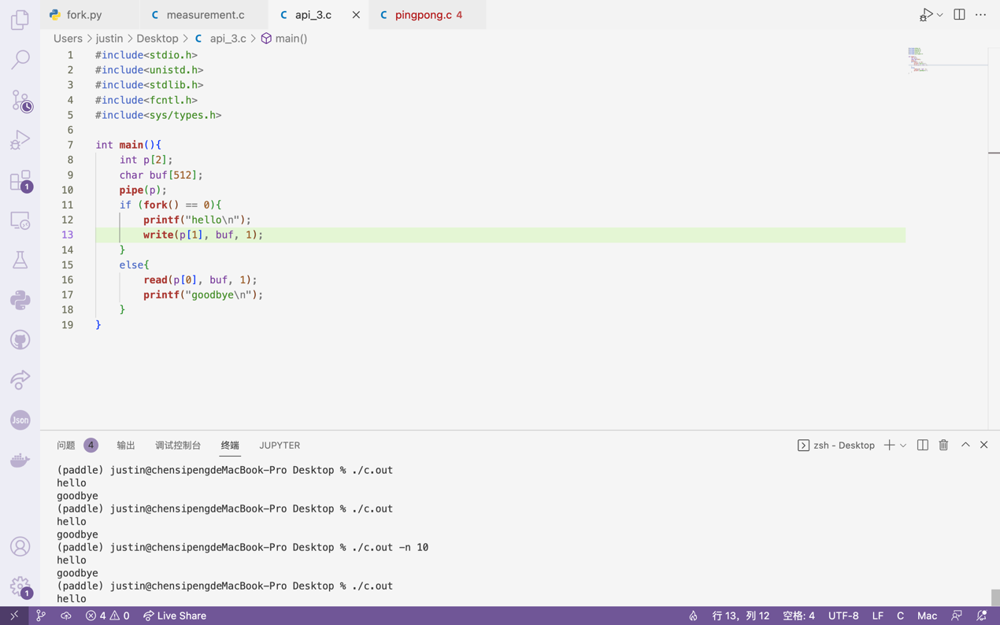 fork.py
C measurement.c
C api_3.c
C pingpong.c 4
Users > justin > Desktop > C api_3.c > main()
1 #include<stdio.h>
2 #include<unistd.h>
3 #include<stdlib.h>
4 #include<fcntl.h>
5 #include<sys/types.h>
6
7 int main(){
8 int p[2];
9 char buf[512];
10 pipe(p);
11 if (fork() == 0){
12 printf("hello\n");
13 write(p[1], buf, 1);
14 }
15 else{
16 read(p[0], buf, 1);
17 printf("goodbye\n");
18 }
19 }
1
Json
1
问题 4 输出 调试控制台 终端 JUPYTER
zsh - Desktop
(paddle) justin@chensipengdeMacBook-Pro Desktop % ./c.out
hello
goodbye
(paddle) justin@chensipengdeMacBook-Pro Desktop % ./c.out
hello
goodbye
(paddle) justin@chensipengdeMacBook-Pro Desktop % ./c.out -n 10
hello
goodbye
(paddle) justin@chensipengdeMacBook-Pro Desktop % ./c.out
hello
4 0 Live Share 行 13，列 12 空格: 4 UTF-8 LF C Mac